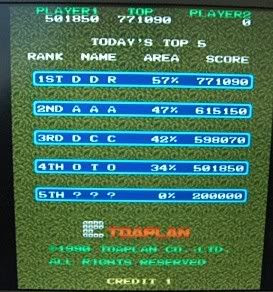 PLAYER1 TOP PLAYER2
501850 771090 0
TODAY'S TOP 5
RANK NAME AREA SCORE
1ST D D R 57% 771090
2ND A A A 47% 615150
3RD D C C 42% 598070
4TH O T O 34% 501850
5TH ? ? ? 0% 200000
TOAPLAN
©1990 TOAPLAN CO.,LTD.
ALL RIGHTS RESERVED
CREDIT 1